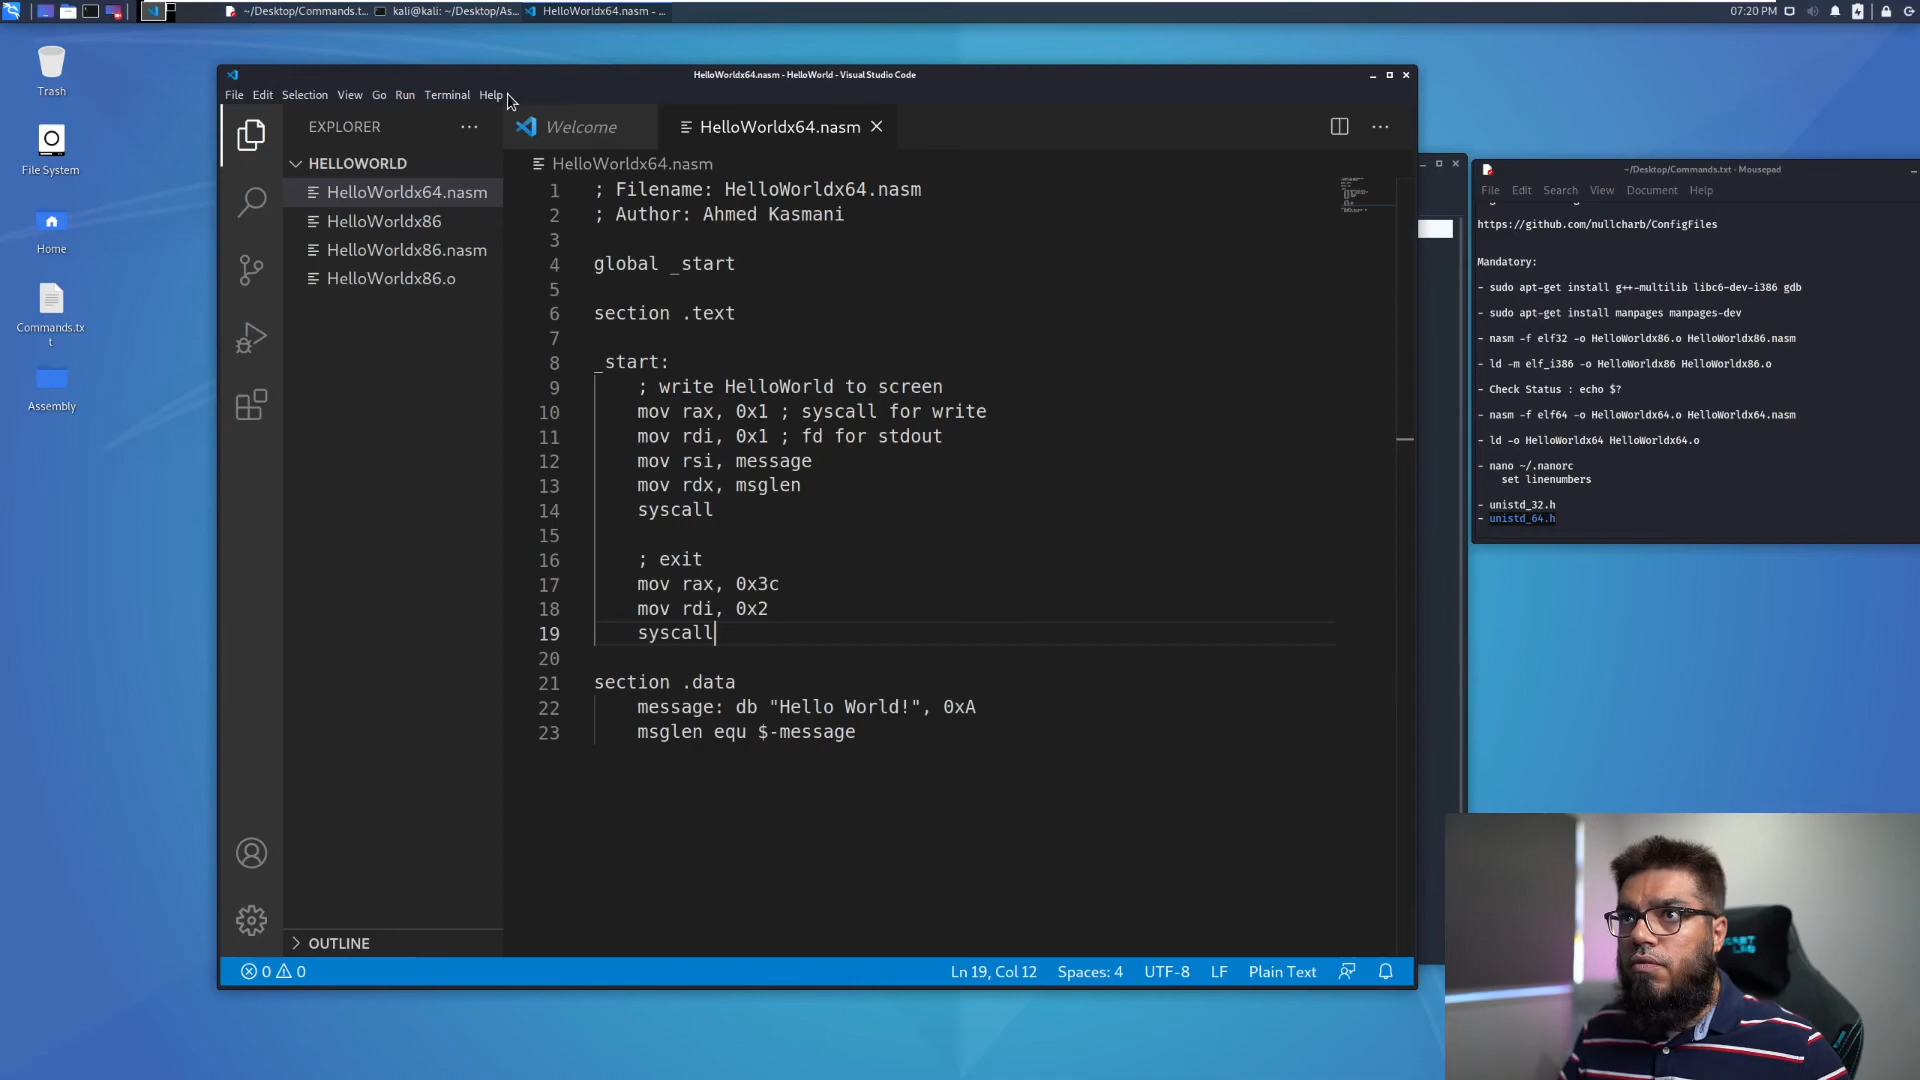 ~/Desktop/Commands.t...
kali@kali: ~/Desktop/As...
HelloWorldx64.nasm - ...
07:20 PM
Trash
File System
Home
Commands.tx
t
Assembly
HelloWorldx64.nasm - HelloWorld - Visual Studio Code
File Edit Selection View Go Run Terminal Help
EXPLORER
HELLOWORLD
HelloWorldx64.nasm
HelloWorldx86
HelloWorldx86.nasm
HelloWorldx86.o
OUTLINE
Welcome
HelloWorldx64.nasm
HelloWorldx64.nasm
1 ; Filename: HelloWorldx64.nasm
2 ; Author: Ahmed Kasmani
3
4 global _start
5
6 section .text
7
8 _start:
9 ; write HelloWorld to screen
10 mov rax, 0x1 ; syscall for write
11 mov rdi, 0x1 ; fd for stdout
12 mov rsi, message
13 mov rdx, msglen
14 syscall
15
16 ; exit
17 mov rax, 0x3c
18 mov rdi, 0x2
19 syscall
20
21 section .data
22 message: db "Hello World!", 0xA
23 msglen equ $-message
0 0
Ln 19, Col 12 Spaces: 4 UTF-8 LF Plain Text
~/Desktop/Commands.txt - Mousepad
File Edit Search View Document Help
https://github.com/nullcharb/ConfigFiles
Mandatory:
- sudo apt-get install g++-multilib libc6-dev-i386 gdb
- sudo apt-get install manpages manpages-dev
- nasm -f elf32 -o HelloWorldx86.o HelloWorldx86.nasm
- ld -m elf_i386 -o HelloWorldx86 HelloWorldx86.o
- Check Status : echo $?
- nasm -f elf64 -o HelloWorldx64.o HelloWorldx64.nasm
- ld -o HelloWorldx64 HelloWorldx64.o
- nano ~/.nanorc
set linenumbers
- unistd_32.h
- unistd_64.h